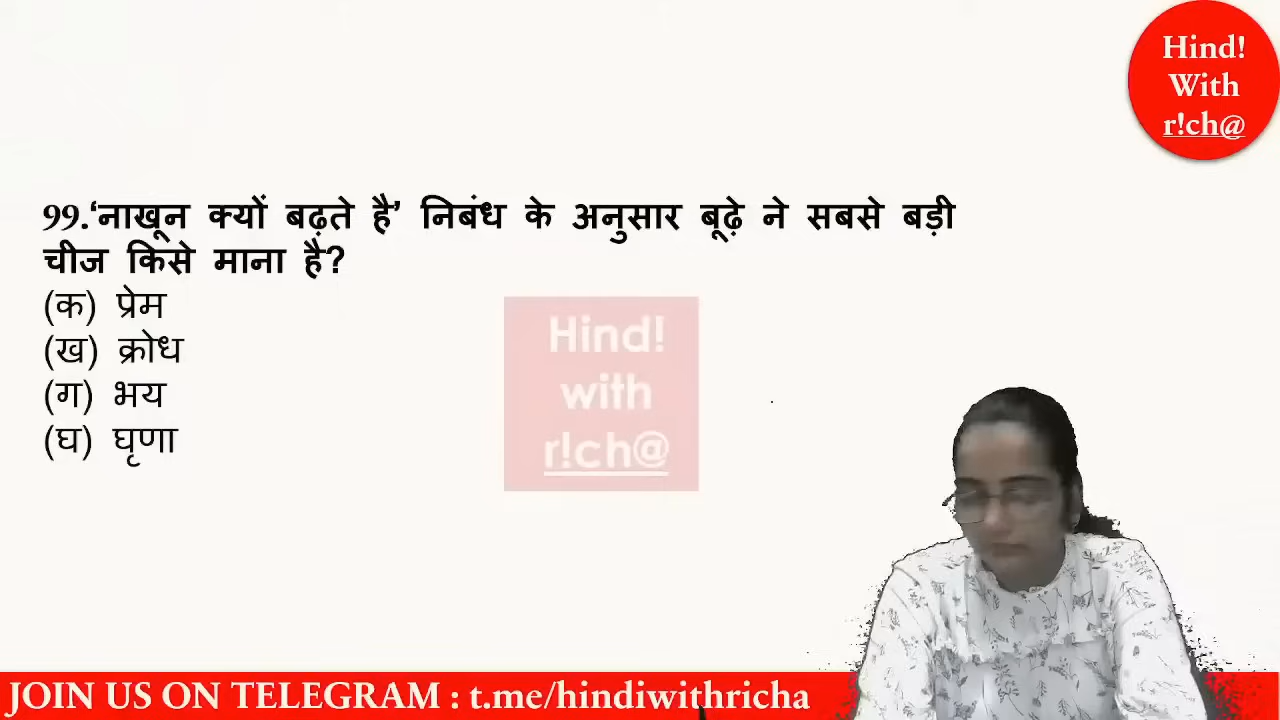 Hind!
With
r!ch@
99.‘नाखून क्यों बढ़ते है’ निबंध के अनुसार बूढ़े ने सबसे बड़ी
चीज किसे माना है?
(क) प्रेम
(ख) क्रोध
(ग) भय
(घ) घृणा
Hind!
with
r!ch@
JOIN US ON TELEGRAM : t.me/hindiwithricha